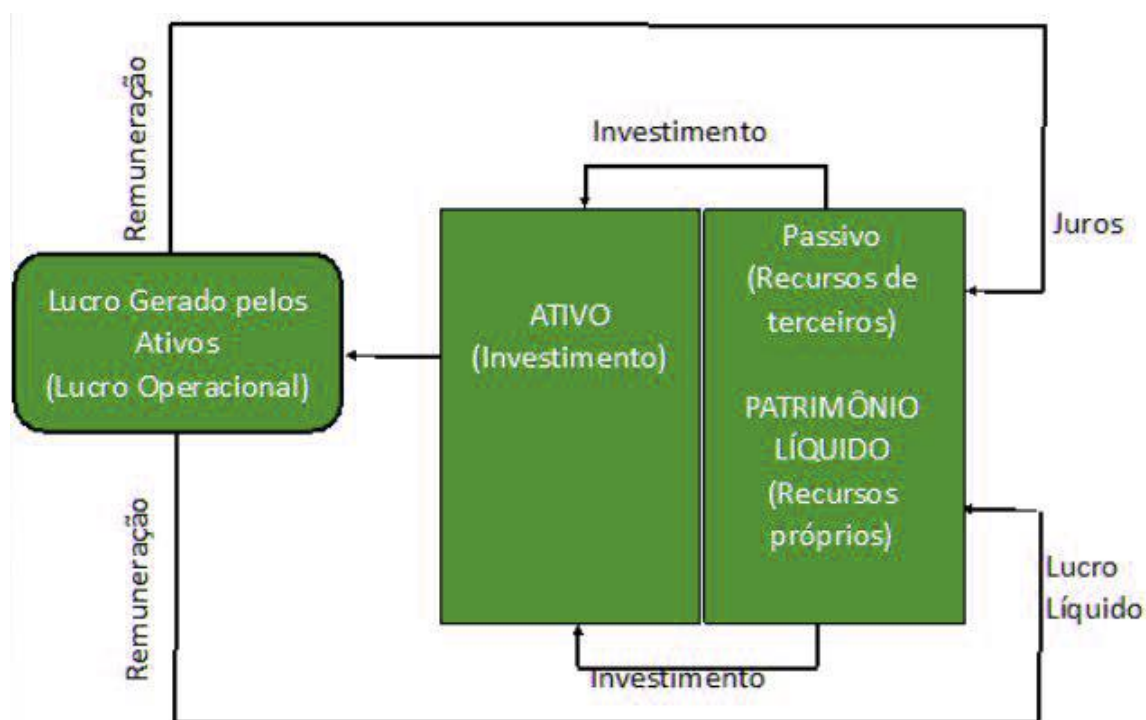 Remuneração
Investimento
Juros
Lucro Gerado pelos
Ativos
(Lucro Operacional)
ATIVO
(Investimento)
Passivo
(Recursos de
terceiros)
PATRIMÔNIO
LÍQUIDO
(Recursos
próprios)
Remuneração
Investimento
Lucro
Líquido